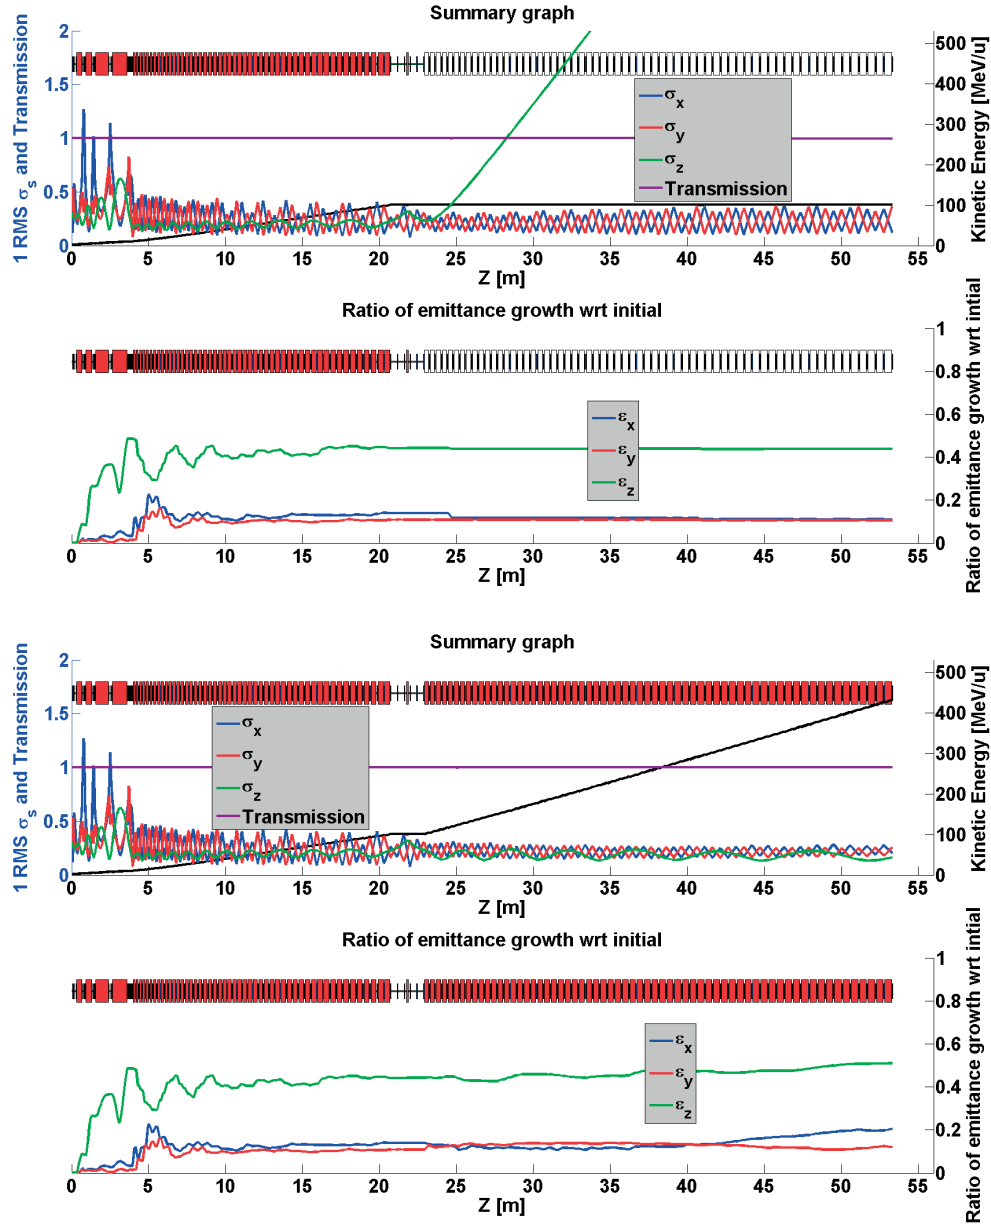 Summary graph
1 RMS σs and Transmission
2
1.5
1
0.5
0
σx
σy
σz
Transmission
500
400
300
200
100
0
Kinetic Energy [MeV/u]
0 5 10 15 20 25 30 35 40 45 50 55
Z [m]
Ratio of emittance growth wrt initial
εx
εy
εz
1
0.8
0.6
0.4
0.2
0
Ratio of emittance growth wrt intial
0 5 10 15 20 25 30 35 40 45 50 55
Z [m]
Summary graph
1 RMS σs and Transmission
2
1.5
1
0.5
0
σx
σy
σz
Transmission
500
400
300
200
100
0
Kinetic Energy [MeV/u]
0 5 10 15 20 25 30 35 40 45 50 55
Z [m]
Ratio of emittance growth wrt initial
εx
εy
εz
1
0.8
0.6
0.4
0.2
0
Ratio of emittance growth wrt intial
0 5 10 15 20 25 30 35 40 45 50 55
Z [m]